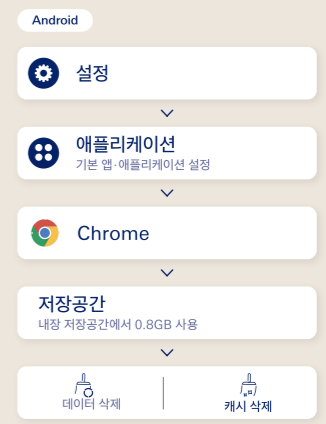 Android
설정
애플리케이션
기본 앱·애플리케이션 설정
Chrome
저장공간
내장 저장공간에서 0.8GB 사용
데이터 삭제
캐시 삭제